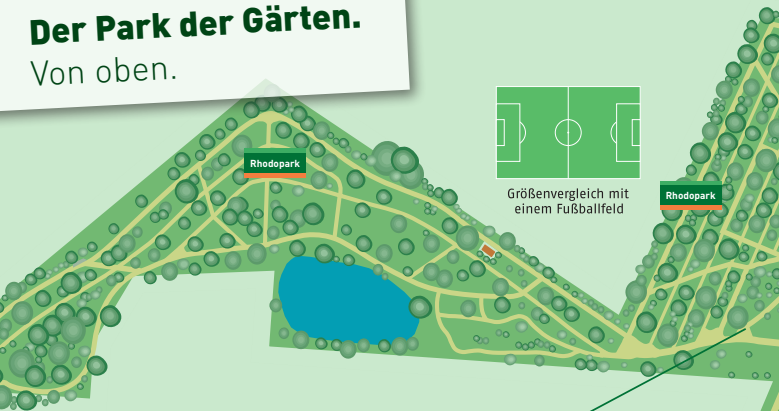 Der Park der Gärten.
Von oben.
Rhodopark
Größenvergleich mit
einem Fußballfeld
Rhodopark